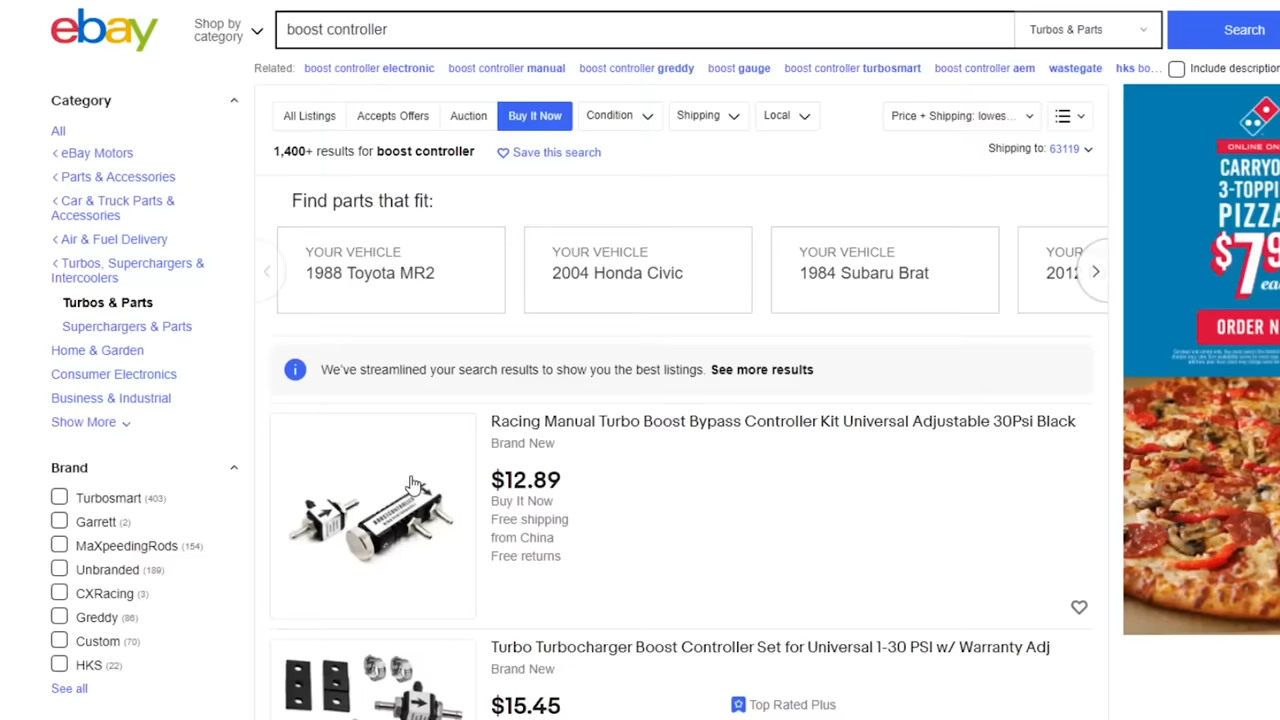 ebay
Shop by category
boost controller
Turbos & Parts
Search
Related: boost controller electronic boost controller manual boost controller greddy boost gauge boost controller turbosmart boost controller aem wastegate hks bo... Include description
Category
All
eBay Motors
Parts & Accessories
Car & Truck Parts &
Accessories
Air & Fuel Delivery
Turbos, Superchargers &
Intercoolers
Turbos & Parts
Superchargers & Parts
Home & Garden
Consumer Electronics
Business & Industrial
Show More
Brand
Turbosmart (403)
Garrett (2)
MaXpeedingRods (154)
Unbranded (189)
CXRacing (3)
Greddy (86)
Custom (70)
HKS (22)
See all
All Listings Accepts Offers Auction Buy It Now Condition Shipping Local Price + Shipping: lowes...
1,400+ results for boost controller Save this search Shipping to: 63119
Find parts that fit:
YOUR VEHICLE
1988 Toyota MR2
YOUR VEHICLE
2004 Honda Civic
YOUR VEHICLE
1984 Subaru Brat
YOUR
2012
We've streamlined your search results to show you the best listings. See more results
Racing Manual Turbo Boost Bypass Controller Kit Universal Adjustable 30Psi Black
Brand New
$12.89
Buy It Now
Free shipping
from China
Free returns
Turbo Turbocharger Boost Controller Set for Universal 1-30 PSI w/ Warranty Adj
Brand New
$15.45
Top Rated Plus
ONLINE ON
CARRYO
3-TOPPI
PIZZA
$7.9
ea
ORDER N